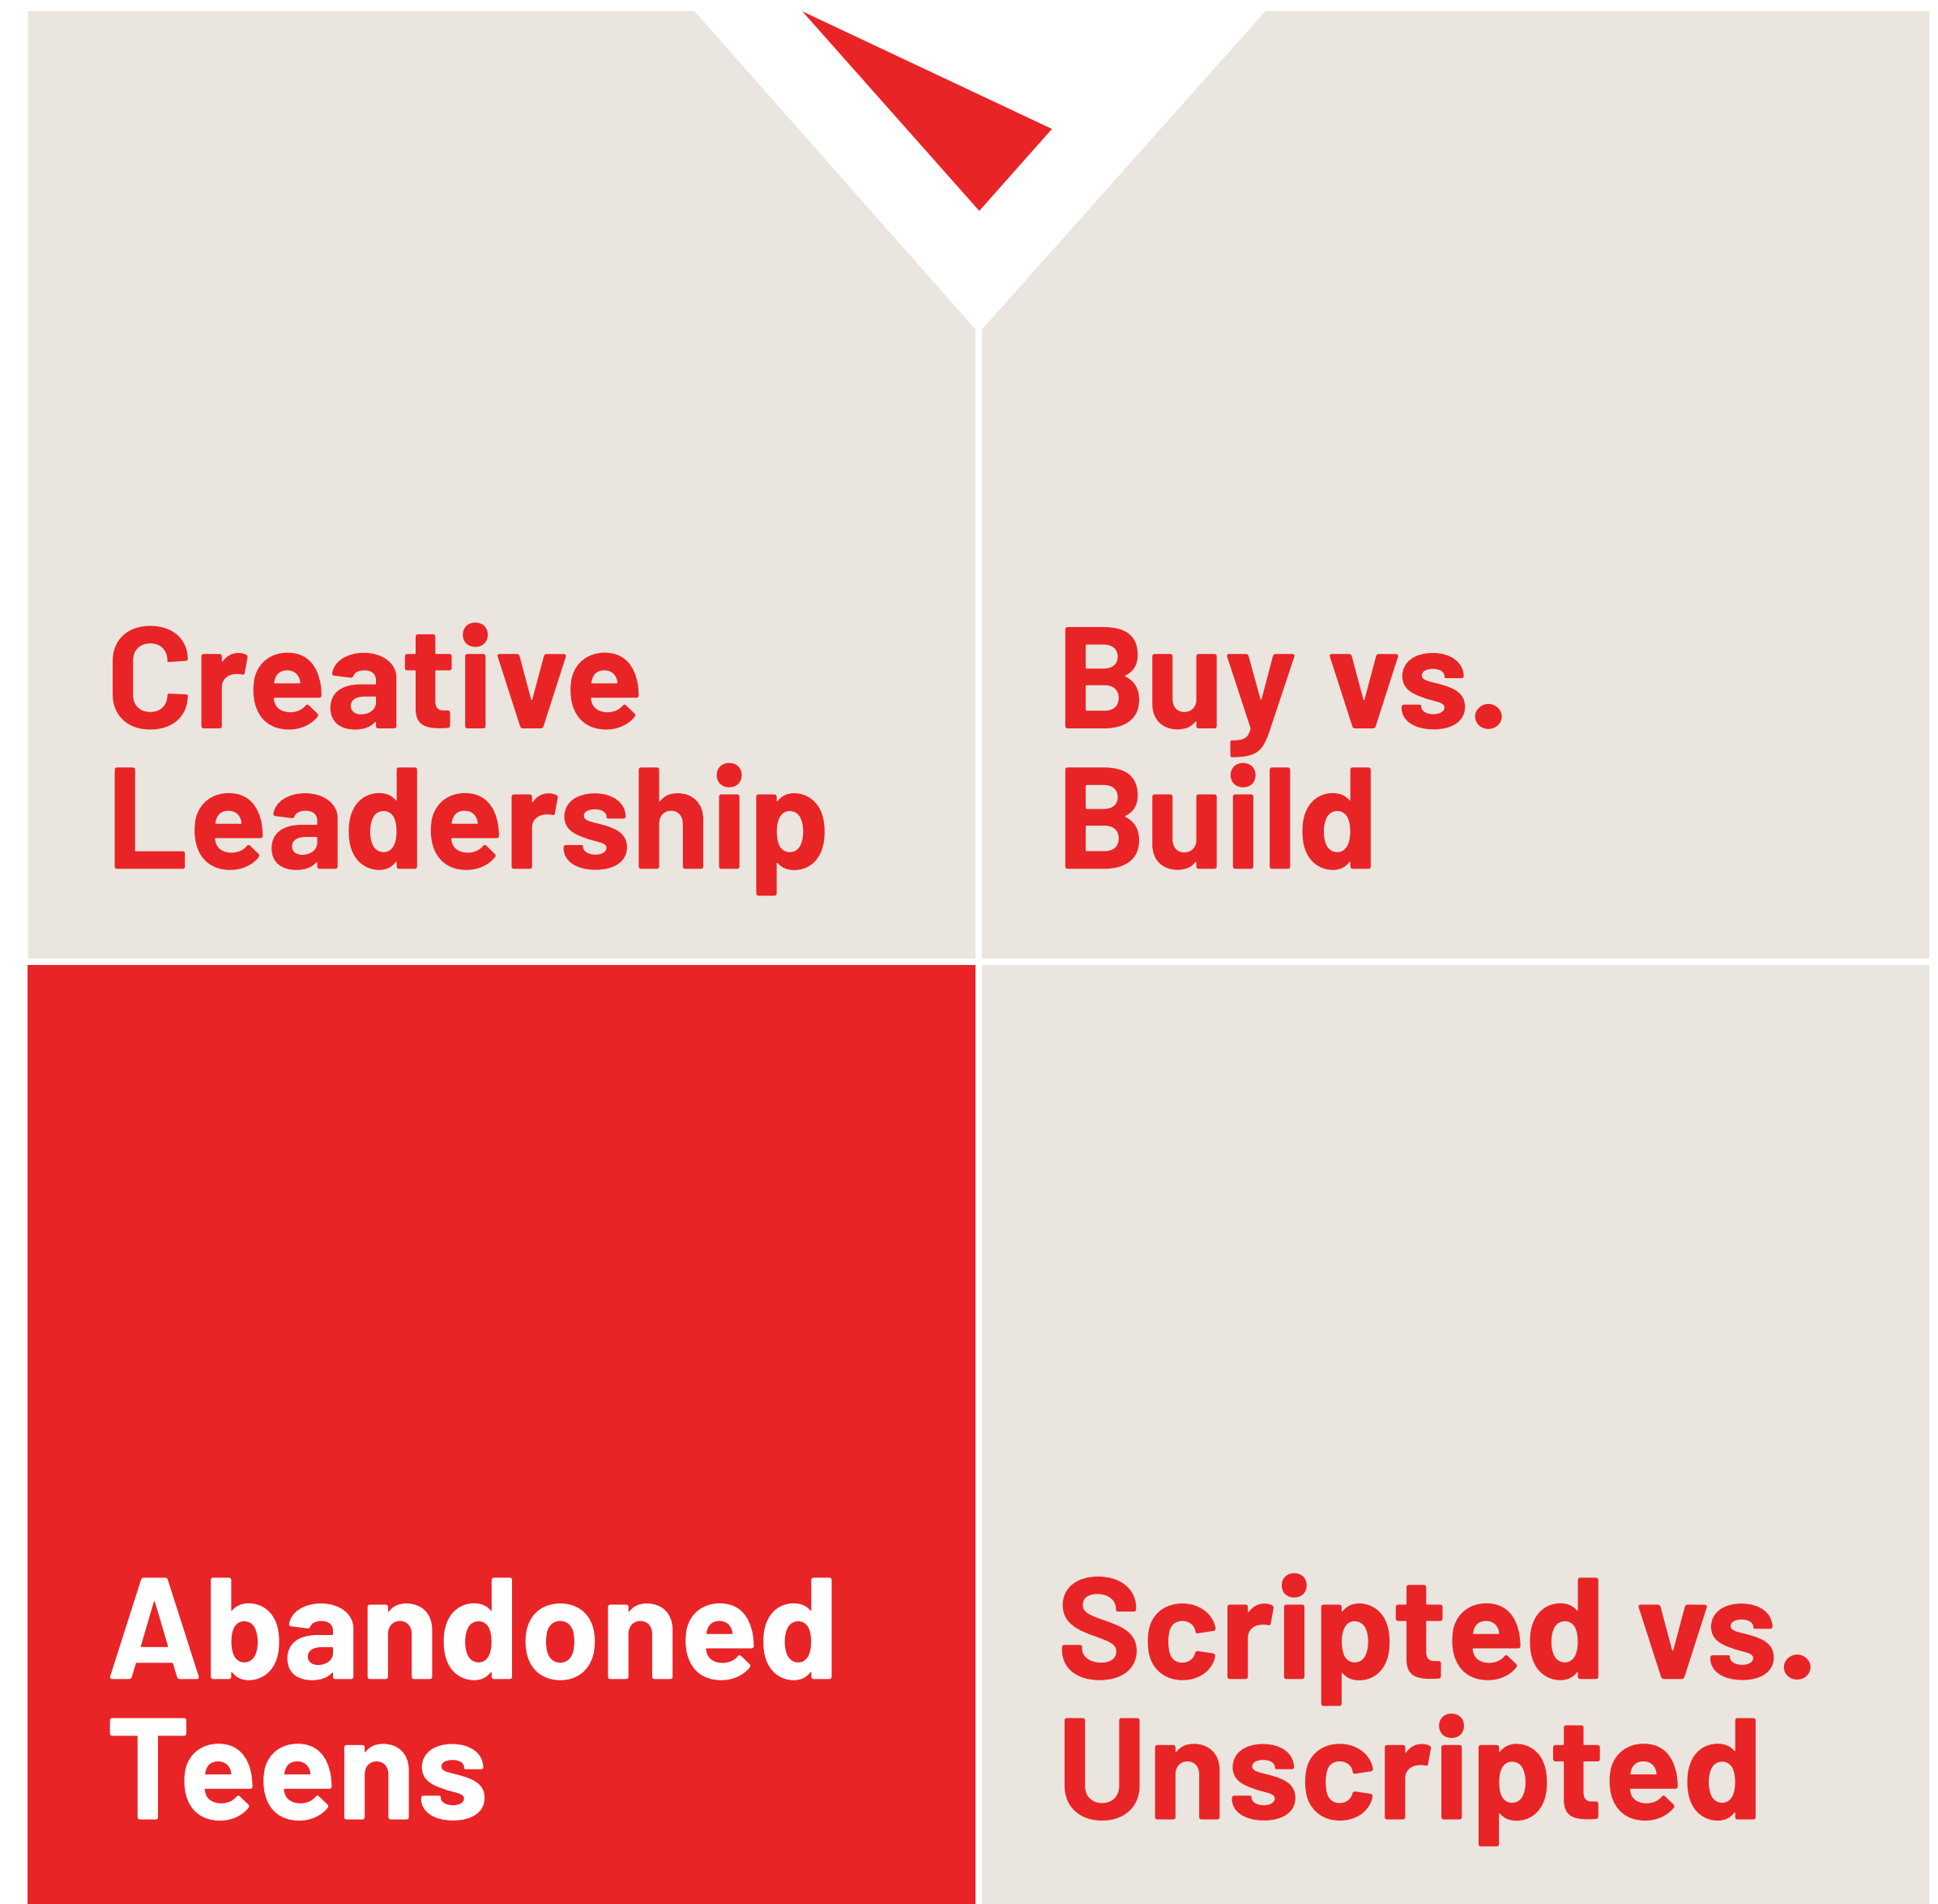 Creative
Leadership
Buy vs.
Build
Abandoned
Teens
Scripted vs.
Unscripted